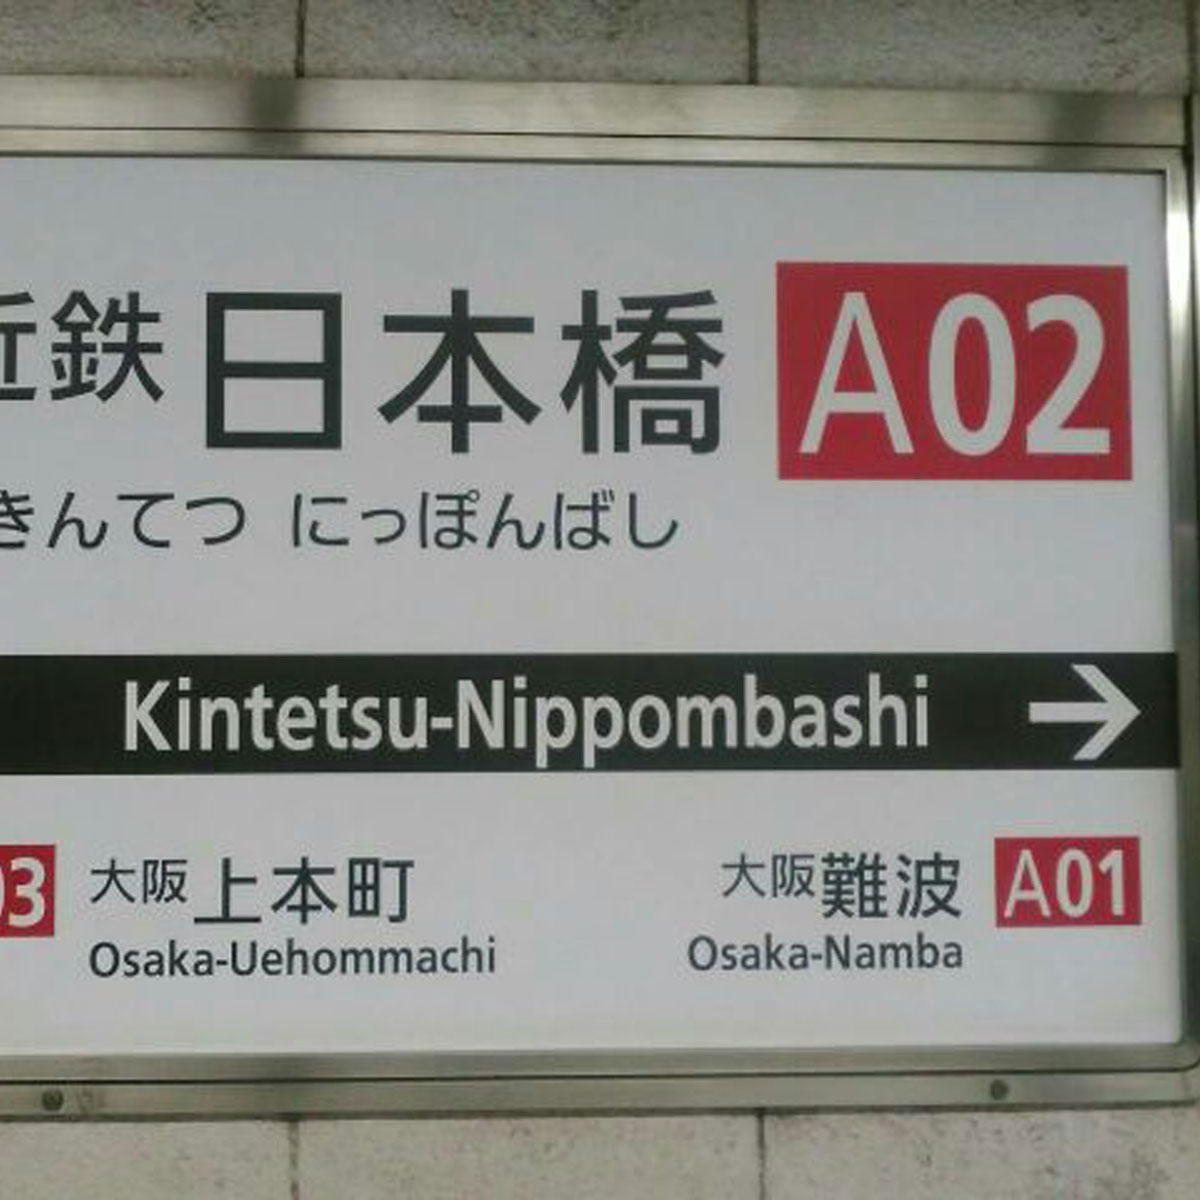 近鉄日本橋 A02
きんてつ にっぽんばし
Kintetsu-Nippombashi →
03 大阪上本町 大阪難波 A01
Osaka-Uehommachi Osaka-Namba